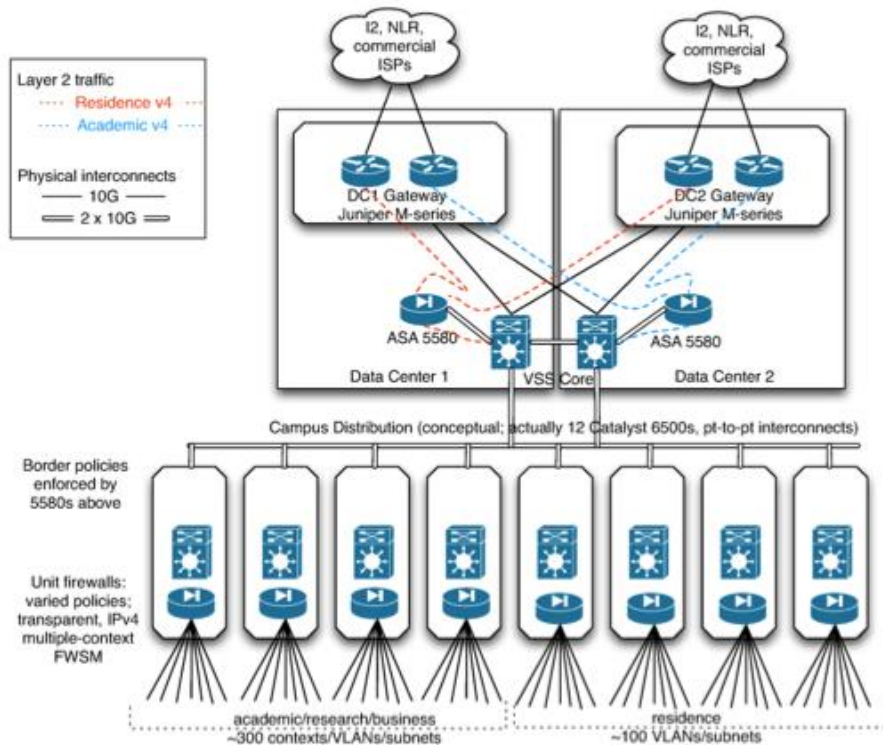 I2, NLR,
commercial
ISPs
I2, NLR,
commercial
ISPs
Layer 2 traffic
Residence v4
Academic v4
Physical interconnects
10G
2 x 10G
DC1 Gateway
Juniper M-series
DC2 Gateway
Juniper M-series
ASA 5580
ASA 5580
Data Center 1
VSS Core
Data Center 2
Campus Distribution (conceptual; actually 12 Catalyst 6500s, pt-to-pt interconnects)
Border policies
enforced by
5580s above
Unit firewalls:
varied policies;
transparent, IPv4
multiple-context
FWSM
academic/research/business
~300 contexts/VLANs/subnets
residence
~100 VLANs/subnets